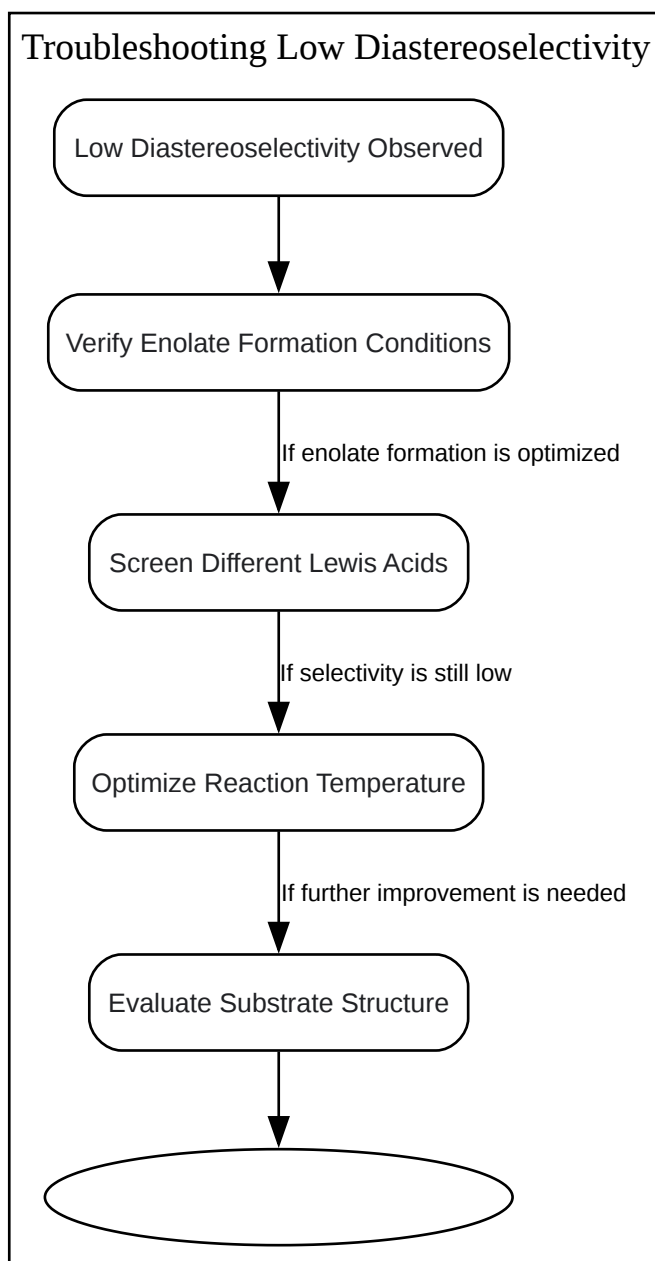 Troubleshooting Low Diastereoselectivity
Low Diastereoselectivity Observed
Verify Enolate Formation Conditions
If enolate formation is optimized
Screen Different Lewis Acids
If selectivity is still low
Optimize Reaction Temperature
If further improvement is needed
Evaluate Substrate Structure